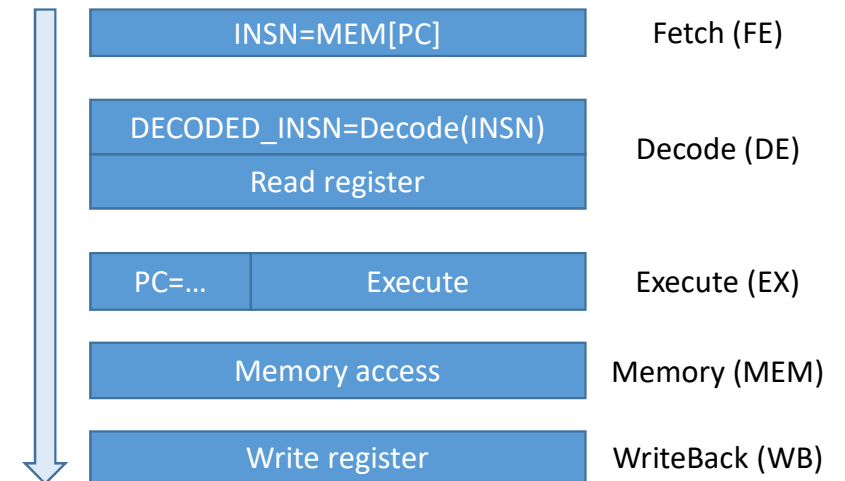 INSN=MEM[PC] Fetch (FE)
DECODED_INSN=Decode(INSN)
Read register
Decode (DE)
PC=... Execute Execute (EX)
Memory access Memory (MEM)
Write register WriteBack (WB)